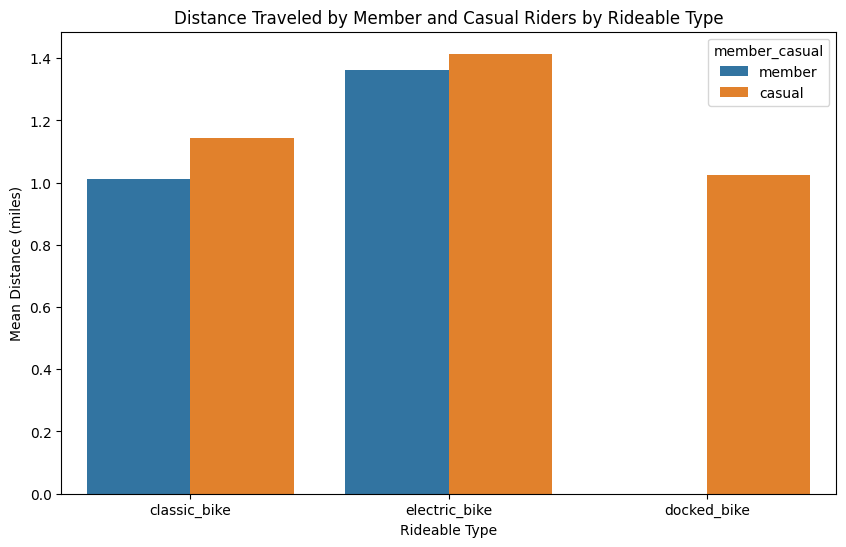 Distance Traveled by Member and Casual Riders by Rideable Type
member_casual
member
casual
Mean Distance (miles)
1.4
1.2
1.0
0.8
0.6
0.4
0.2
0.0
classic_bike
electric_bike
docked_bike
Rideable Type